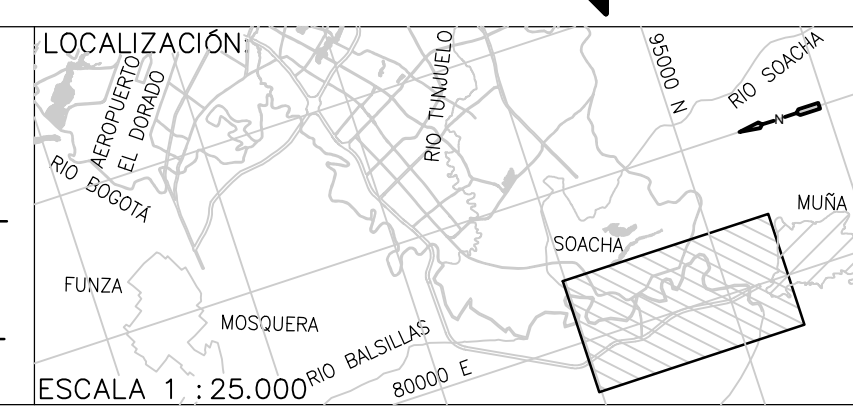 LOCALIZACIÓN:
AEROPUERTO
EL DORADO
RIO BOGOTÁ
RIO TUNJUELO
95000 N
RIO SOACHA
N
MUÑA
SOACHA
FUNZA
MOSQUERA
RIO BALSILLAS
80000 E
ESCALA 1 : 25.000